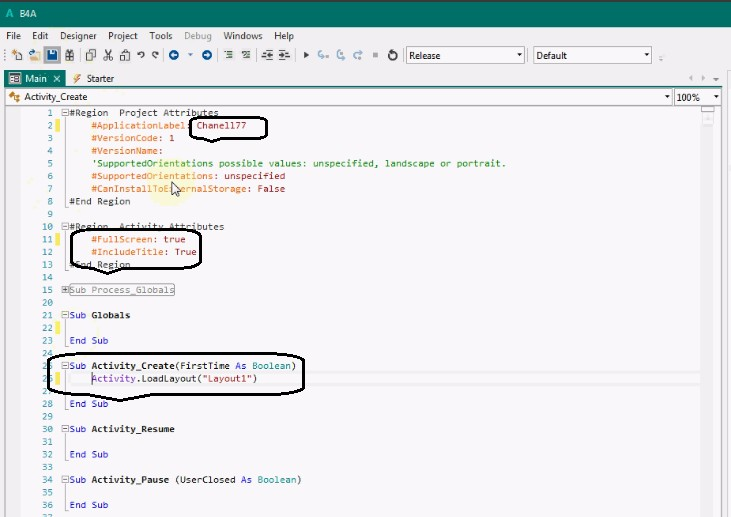 B4A
File Edit Designer Project Tools Debug Windows Help
Release Default
Main Starter
Activity_Create 100%
1 #Region Project Attributes
2 #ApplicationLabel: Chanell77
3 #VersionCode: 1
4 #VersionName:
5 'SupportedOrientations possible values: unspecified, landscape or portrait.
6 #SupportedOrientations: unspecified
7 #CanInstallToExternalStorage: False
8 #End Region
9
10 #Region Activity Attributes
11 #FullScreen: true
12 #IncludeTitle: True
13 #End Region
14
15 Sub Process_Globals
20
21 Sub Globals
22
23 End Sub
24
25 Sub Activity_Create(FirstTime As Boolean)
26 Activity.LoadLayout("Layout1")
27
28 End Sub
29
30 Sub Activity_Resume
31
32 End Sub
33
34 Sub Activity_Pause (UserClosed As Boolean)
35
36 End Sub
37